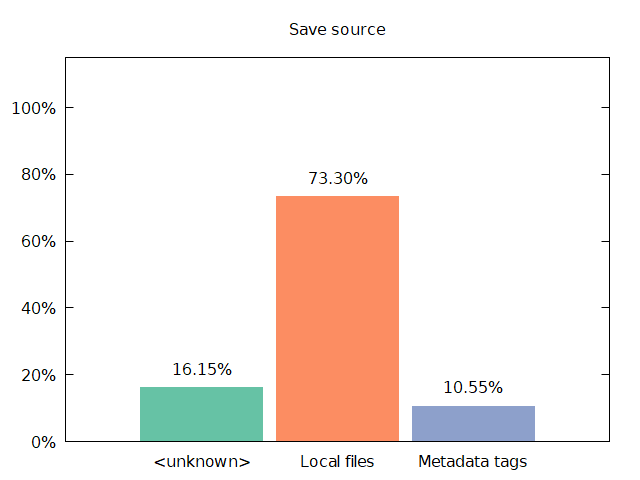 Save source
100%
80%
60%
40%
20%
0%
16.15%
73.30%
10.55%
<unknown>
Local files
Metadata tags